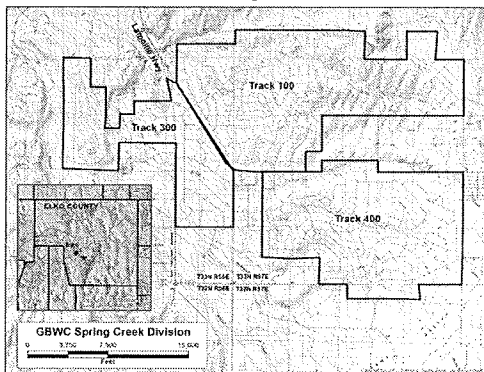 Lamoille Hwy
Track 100
Track 300
Track 400
ELKO COUNTY
T33N R56E T33N R57E
T32N R56E T32N R57E
GBWC Spring Creek Division
0 3,750 7,500 15,000
Feet